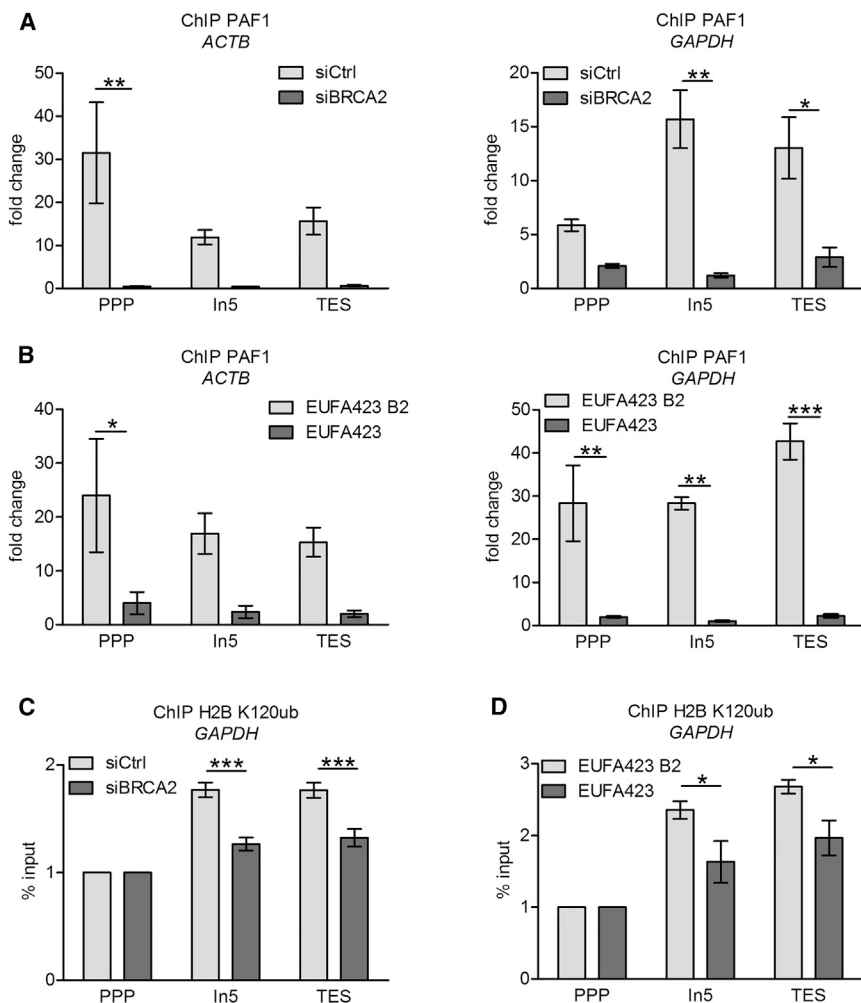 A
ChIP PAF1
ACTB
fold change
50
40
30
20
10
0
**
siCtrl
siBRCA2
PPP
In5
TES
ChIP PAF1
GAPDH
fold change
20
15
10
5
0
siCtrl
siBRCA2
**
*
PPP
In5
TES
B
ChIP PAF1
ACTB
fold change
40
30
20
10
0
*
EUFA423 B2
EUFA423
PPP
In5
TES
ChIP PAF1
GAPDH
fold change
50
40
30
20
10
0
EUFA423 B2
EUFA423
**
**
***
PPP
In5
TES
C
ChIP H2B K120ub
GAPDH
% input
2
1
0
siCtrl
siBRCA2
***
***
PPP
In5
TES
D
ChIP H2B K120ub
GAPDH
% input
3
2
1
0
EUFA423 B2
EUFA423
*
*
PPP
In5
TES